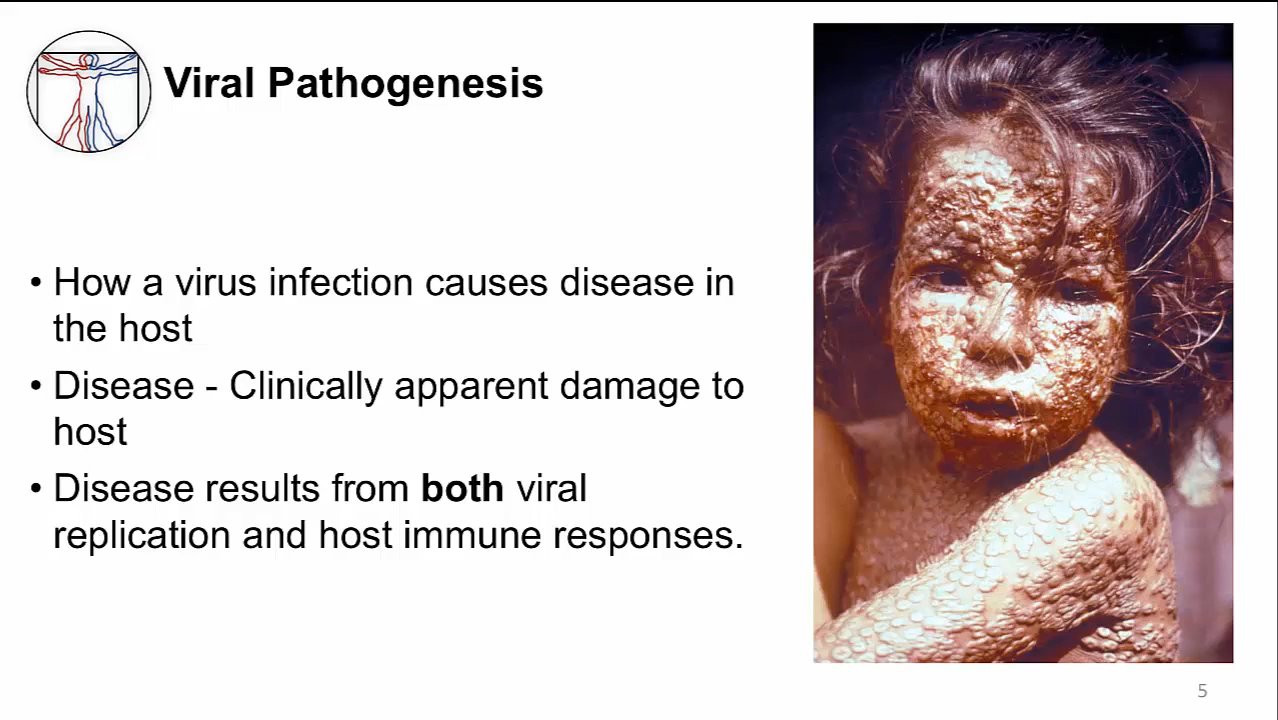 Viral Pathogenesis
• How a virus infection causes disease in
the host
• Disease - Clinically apparent damage to
host
• Disease results from both viral
replication and host immune responses.
5